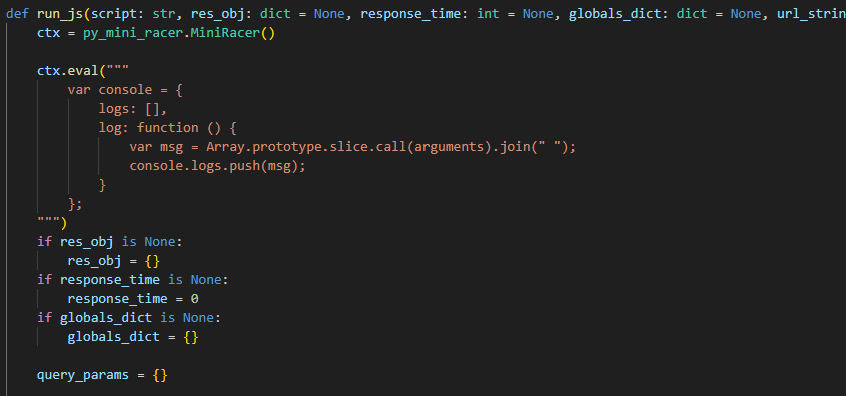 def run_js(script: str, res_obj: dict = None, response_time: int = None, globals_dict: dict = None, url_strin
    ctx = py_mini_racer.MiniRacer()

    ctx.eval("""
        var console = {
            logs: [],
            log: function () {
                var msg = Array.prototype.slice.call(arguments).join(" ");
                console.logs.push(msg);
            }
        };
    """)
    if res_obj is None:
        res_obj = {}
    if response_time is None:
        response_time = 0
    if globals_dict is None:
        globals_dict = {}

    query_params = {}